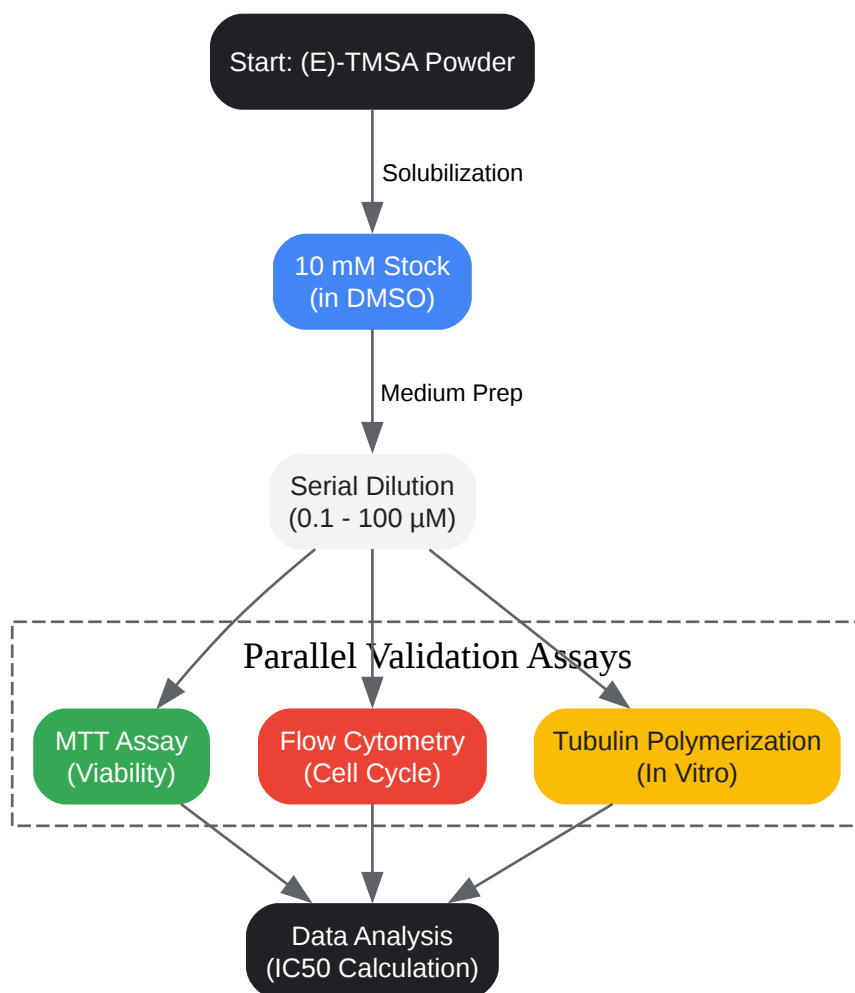 Start: (E)-TMSA Powder
Solubilization
10 mM Stock
(in DMSO)
Medium Prep
Serial Dilution
(0.1 - 100 µM)
Parallel Validation Assays
MTT Assay
(Viability)
Flow Cytometry
(Cell Cycle)
Tubulin Polymerization
(In Vitro)
Data Analysis
(IC50 Calculation)